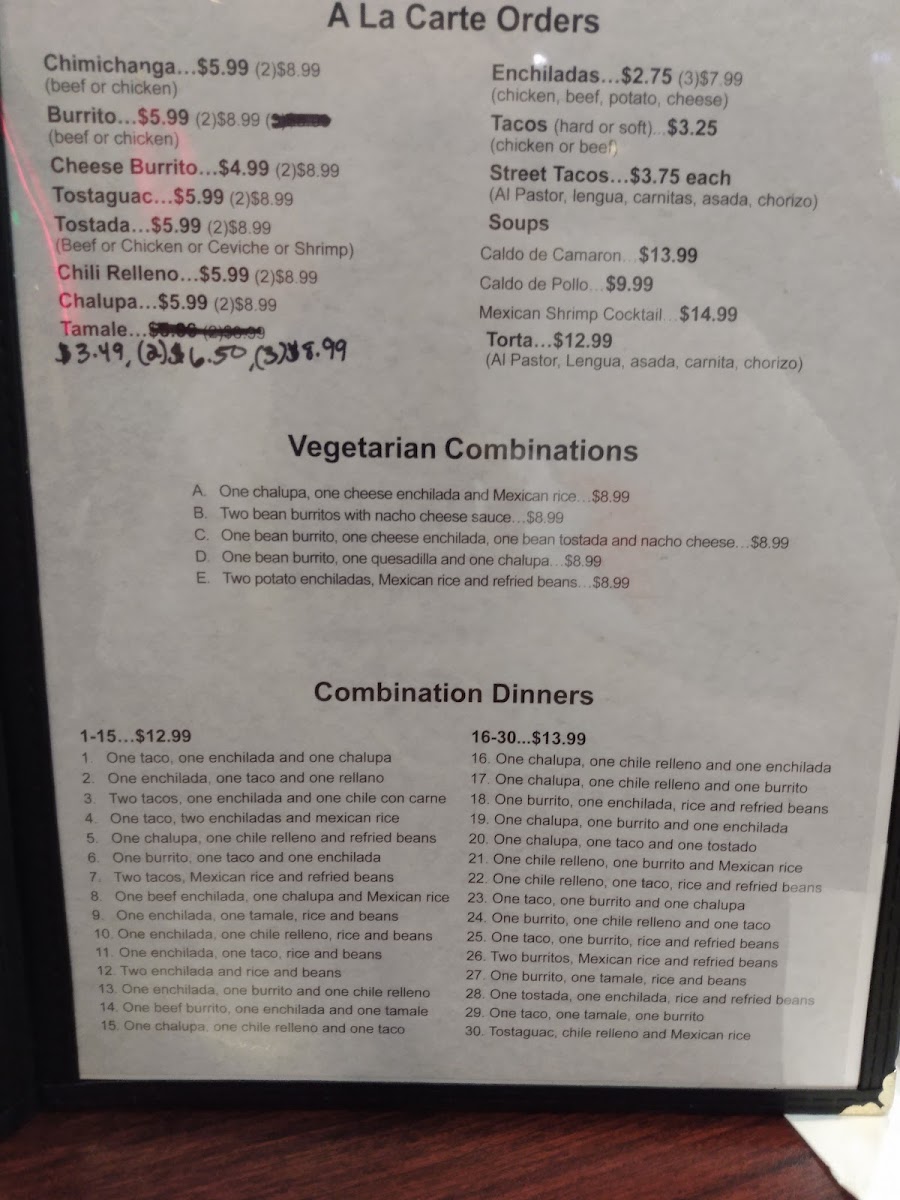 A La Carte Orders
Chimichanga...$5.99 (2)$8.99
(beef or chicken)
Burrito...$5.99 (2)$8.99 (
(beef or chicken)
Cheese Burrito...$4.99 (2)$8.99
Tostaguac...$5.99 (2)$8.99
Tostada...$5.99 (2)$8.99
(Beef or Chicken or Ceviche or Shrimp)
Chili Relleno...$5.99 (2)$8.99
Chalupa...$5.99 (2)$8.99
Tamale...
$3.49, (2)$6.50, (3)$8.99
Enchiladas...$2.75 (3)$7.99
(chicken, beef, potato, cheese)
Tacos (hard or soft)...$3.25
(chicken or beef)
Street Tacos...$3.75 each
(Al Pastor, lengua, carnitas, asada, chorizo)
Soups
Caldo de Camaron...$13.99
Caldo de Pollo...$9.99
Mexican Shrimp Cocktail...$14.99
Torta...$12.99
(Al Pastor, Lengua, asada, carnita, chorizo)
Vegetarian Combinations
A. One chalupa, one cheese enchilada and Mexican rice...$8.99
B. Two bean burritos with nacho cheese sauce...$8.99
C. One bean burrito, one cheese enchilada, one bean tostada and nacho cheese...$8.99
D. One bean burrito, one quesadilla and one chalupa...$8.99
E. Two potato enchiladas, Mexican rice and refried beans...$8.99
Combination Dinners
1-15...$12.99
1. One taco, one enchilada and one chalupa
2. One enchilada, one taco and one rellano
3. Two tacos, one enchilada and one chile con carne
4. One taco, two enchiladas and mexican rice
5. One chalupa, one chile relleno and refried beans
6. One burrito, one taco and one enchilada
7. Two tacos, Mexican rice and refried beans
8. One beef enchilada, one chalupa and Mexican rice
9. One enchilada, one tamale, rice and beans
10. One enchilada, one chile relleno, rice and beans
11. One enchilada, one taco, rice and beans
12. Two enchilada and rice and beans
13. One enchilada, one burrito and one chile relleno
14. One beef burrito, one enchilada and one tamale
15. One chalupa, one chile relleno and one taco
16-30...$13.99
16. One chalupa, one chile relleno and one enchilada
17. One chalupa, one chile relleno and one burrito
18. One burrito, one enchilada, rice and refried beans
19. One chalupa, one burrito and one enchilada
20. One chalupa, one taco and one tostado
21. One chile relleno, one burrito and Mexican rice
22. One chile relleno, one taco, rice and refried beans
23. One taco, one burrito and one chalupa
24. One burrito, one chile relleno and one taco
25. One taco, one burrito, rice and refried beans
26. Two burritos, Mexican rice and refried beans
27. One burrito, one tamale, rice and beans
28. One tostada, one enchilada, rice and refried beans
29. One taco, one tamale, one burrito
30. Tostaguac, chile relleno and Mexican rice